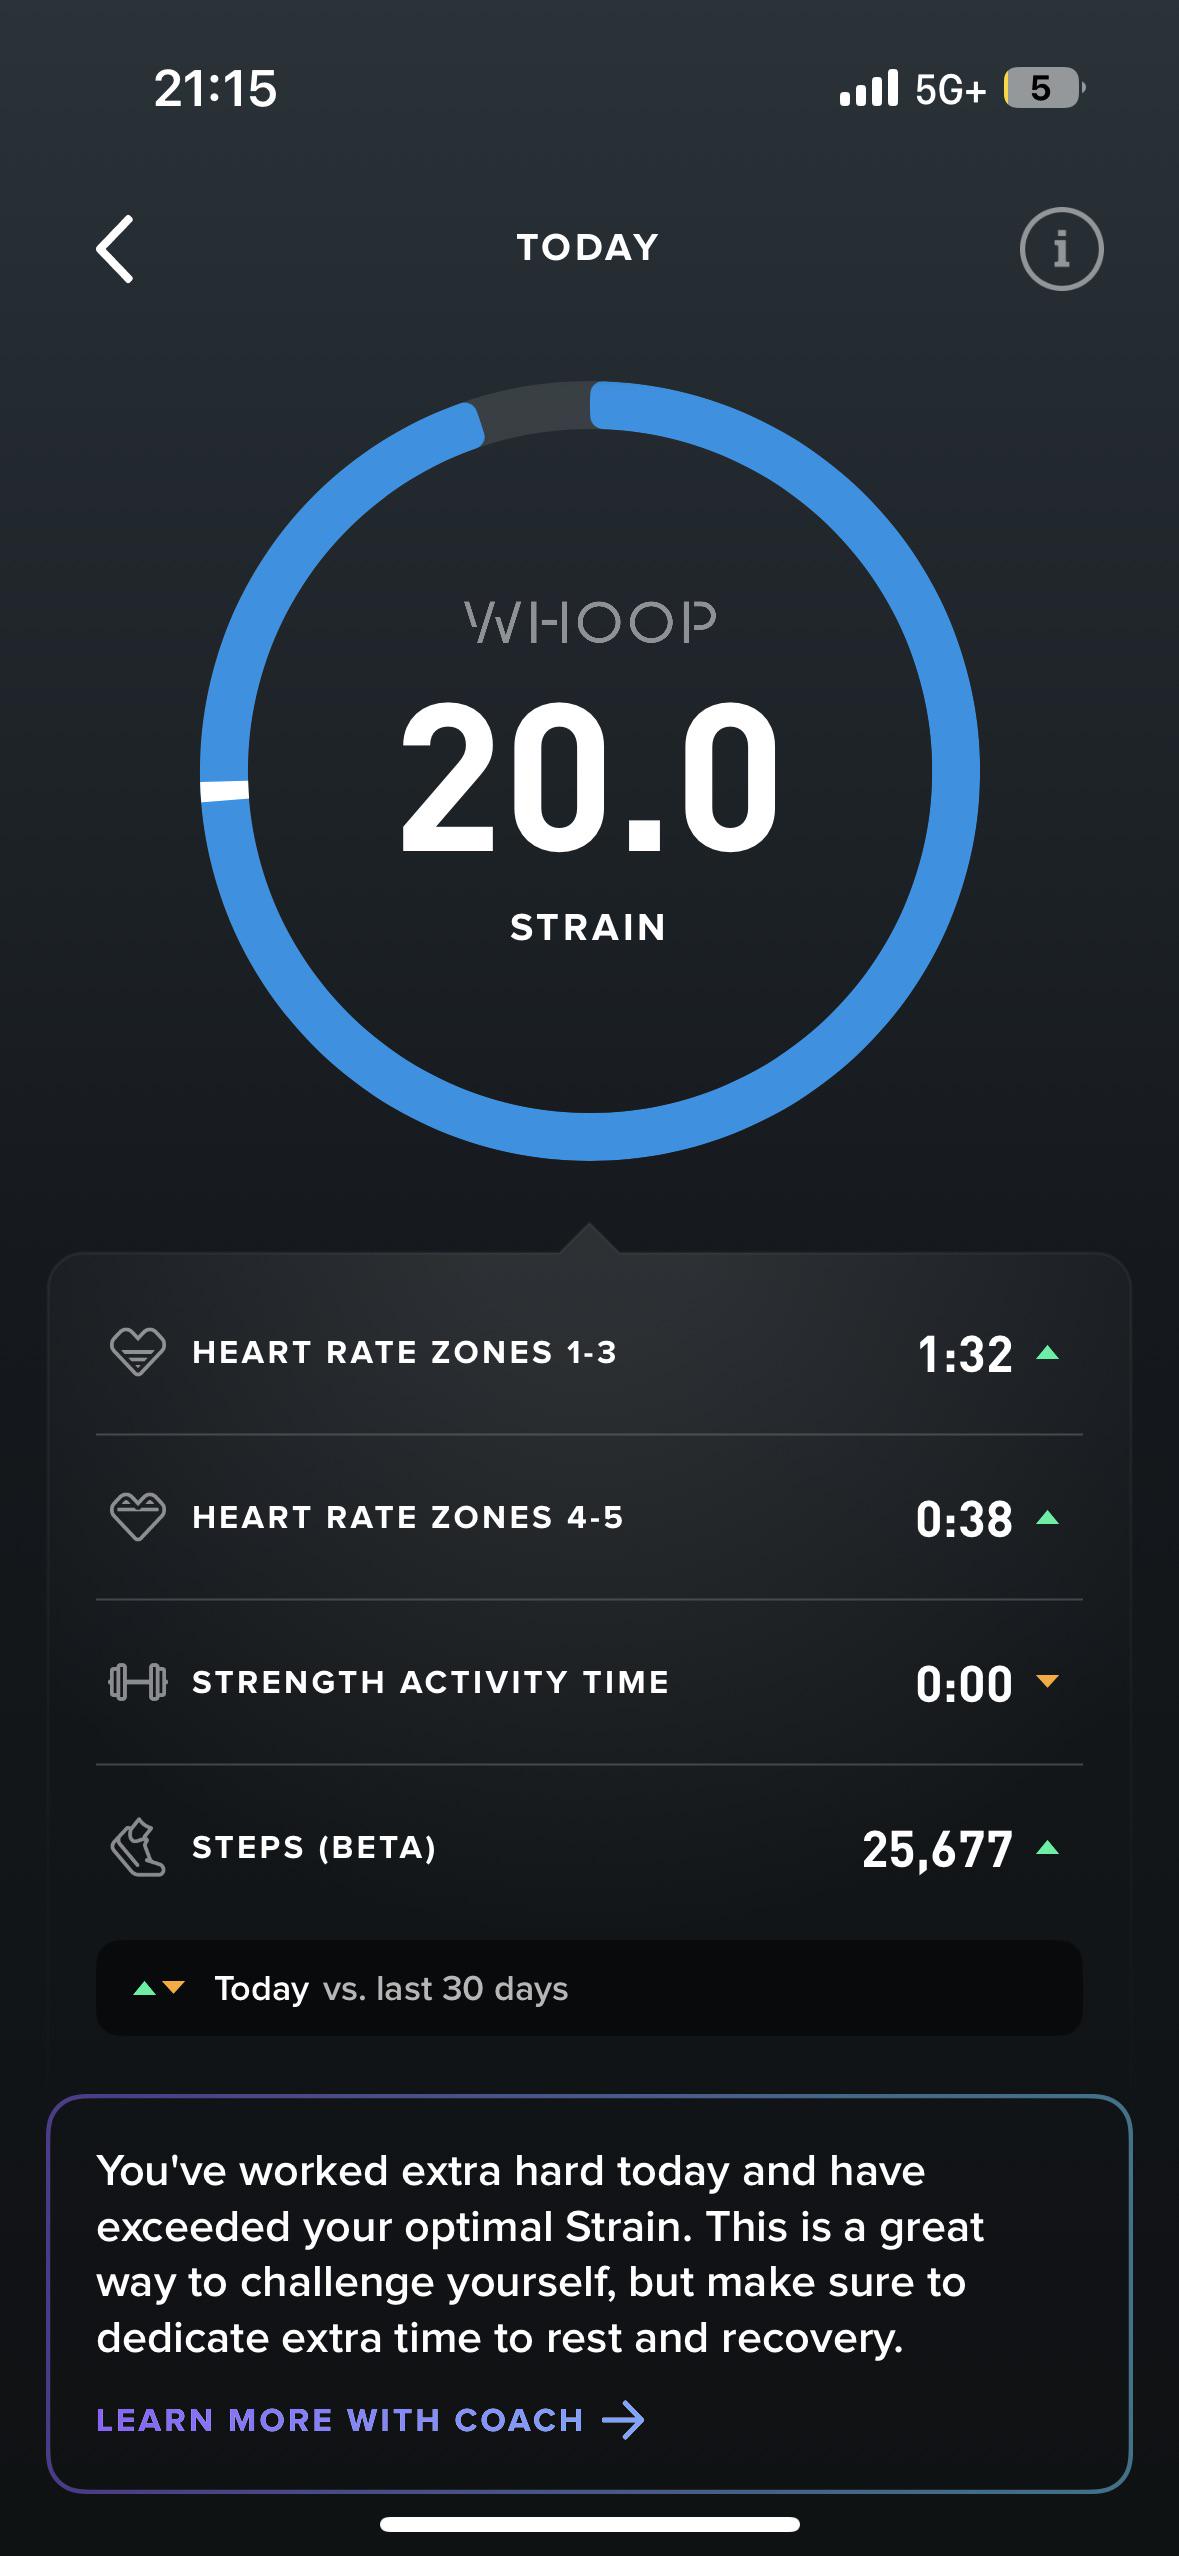 21:15
5G+
5
TODAY
i
WHOOP
20.0
STRAIN
HEART RATE ZONES 1-3 1:32
HEART RATE ZONES 4-5 0:38
STRENGTH ACTIVITY TIME 0:00
STEPS (BETA) 25,677
Today vs. last 30 days
You've worked extra hard today and have
exceeded your optimal Strain. This is a great
way to challenge yourself, but make sure to
dedicate extra time to rest and recovery.
LEARN MORE WITH COACH